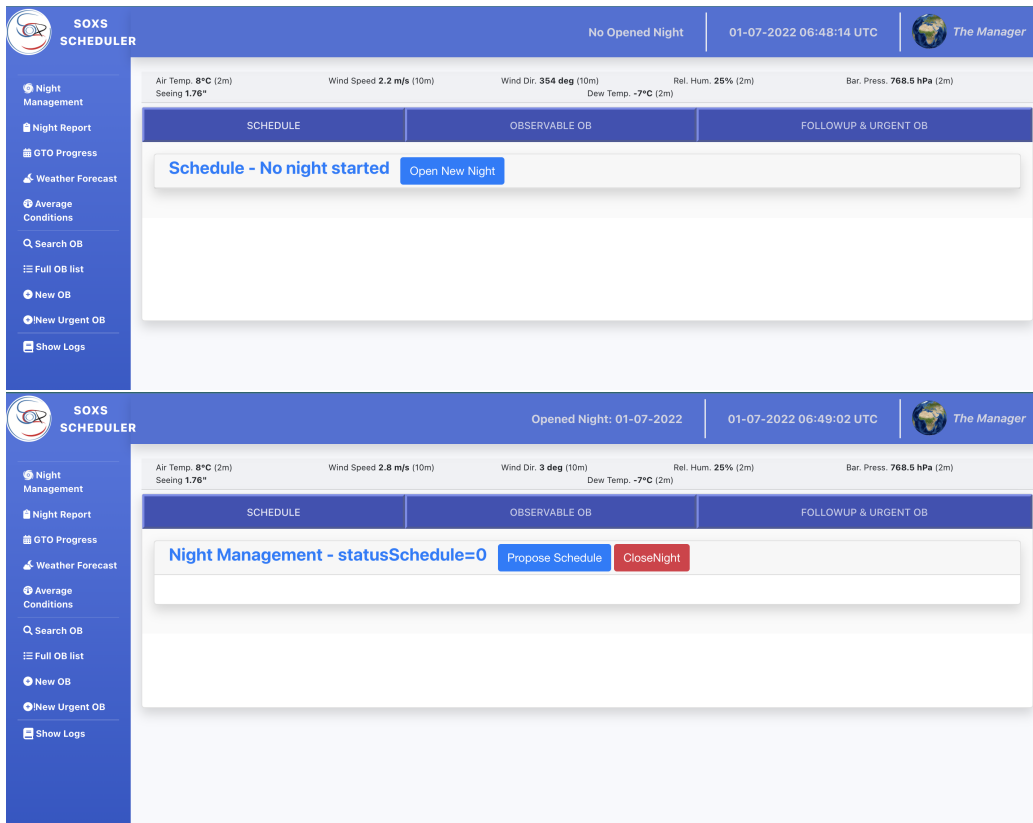 SOXS
SCHEDULER
No Opened Night
01-07-2022 06:48:14 UTC
The Manager
Night
Management
Night Report
GTO Progress
Weather Forecast
Average
Conditions
Search OB
Full OB list
New OB
!New Urgent OB
Show Logs
Air Temp. 8ºC (2m) Wind Speed 2.2 m/s (10m) Wind Dir. 354 deg (10m) Rel. Hum. 25% (2m) Bar. Press. 768.5 hPa (2m)
Seeing 1.76" Dew Temp. -7ºC (2m)
SCHEDULE OBSERVABLE OB FOLLOWUP & URGENT OB
Schedule - No night started Open New Night
SOXS
SCHEDULER
Opened Night: 01-07-2022
01-07-2022 06:49:02 UTC
The Manager
Night
Management
Night Report
GTO Progress
Weather Forecast
Average
Conditions
Search OB
Full OB list
New OB
!New Urgent OB
Show Logs
Air Temp. 8ºC (2m) Wind Speed 2.8 m/s (10m) Wind Dir. 3 deg (10m) Rel. Hum. 25% (2m) Bar. Press. 768.5 hPa (2m)
Seeing 1.76" Dew Temp. -7ºC (2m)
SCHEDULE OBSERVABLE OB FOLLOWUP & URGENT OB
Night Management - statusSchedule=0 Propose Schedule CloseNight